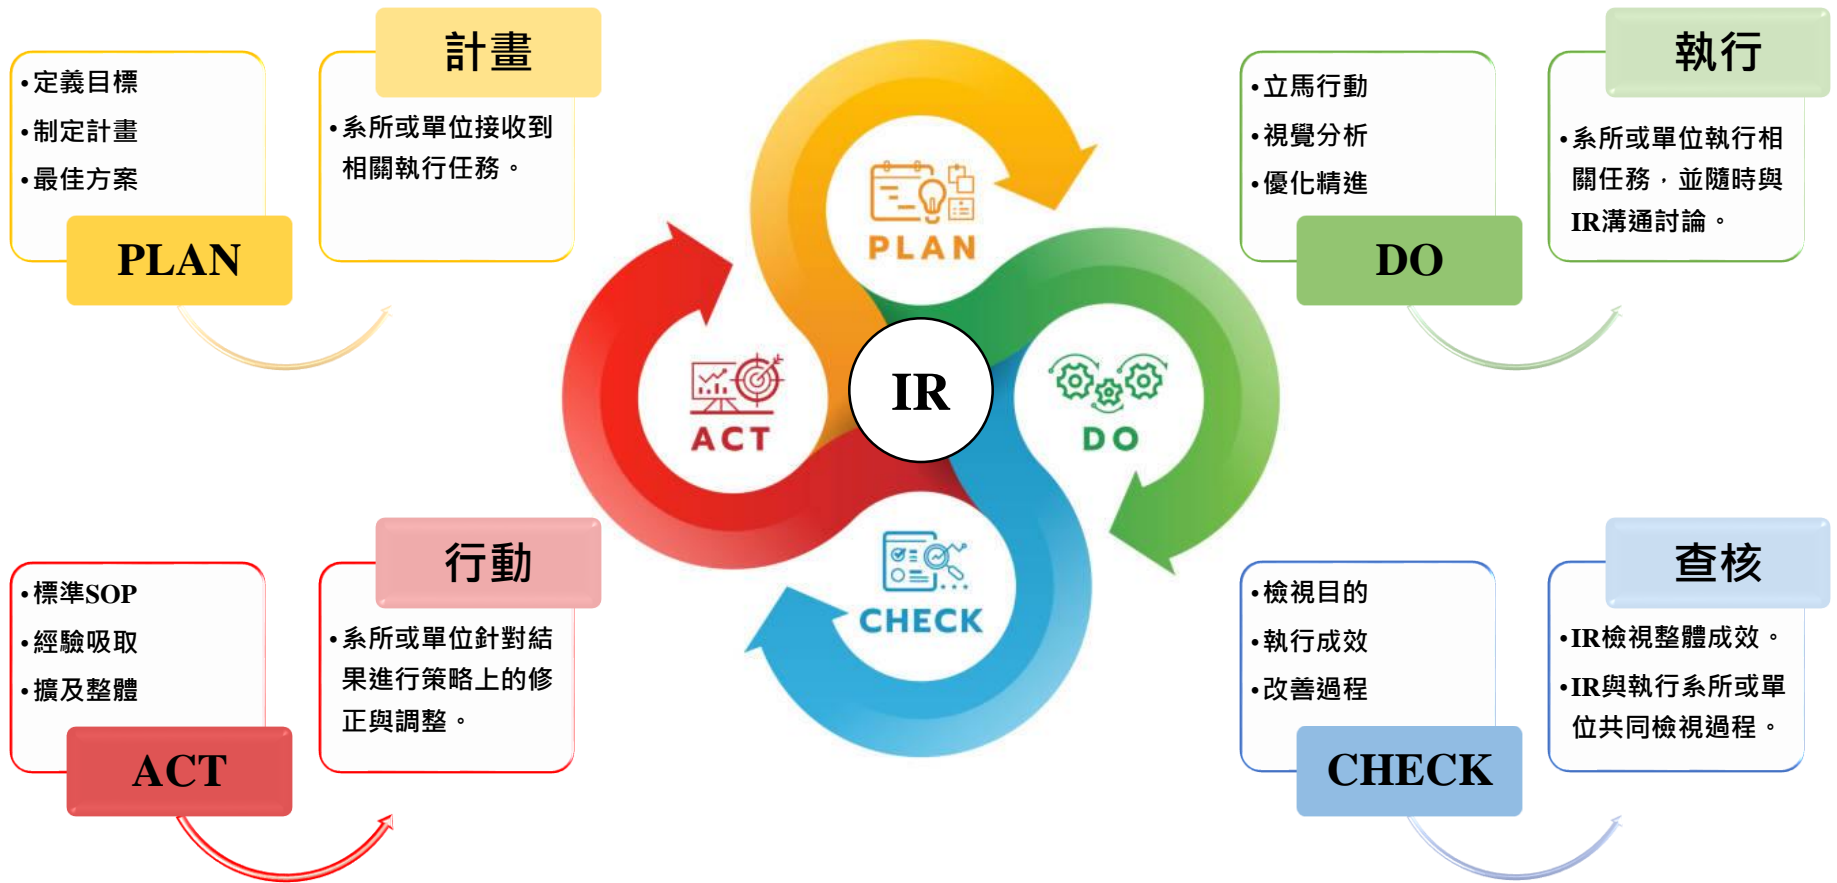 •定義目標
•制定計畫
•最佳方案
PLAN
計畫
•系所或單位接收到
相關執行任務。
PLAN
DO
CHECK
ACT
IR
•立馬行動
•視覺分析
•優化精進
DO
執行
•系所或單位執行相
關任務，並隨時與
IR溝通討論。
•標準SOP
•經驗吸取
•擴及整體
ACT
行動
•系所或單位針對結
果進行策略上的修
正與調整。
•檢視目的
•執行成效
•改善過程
CHECK
查核
•IR檢視整體成效。
•IR與執行系所或單
位共同檢視過程。